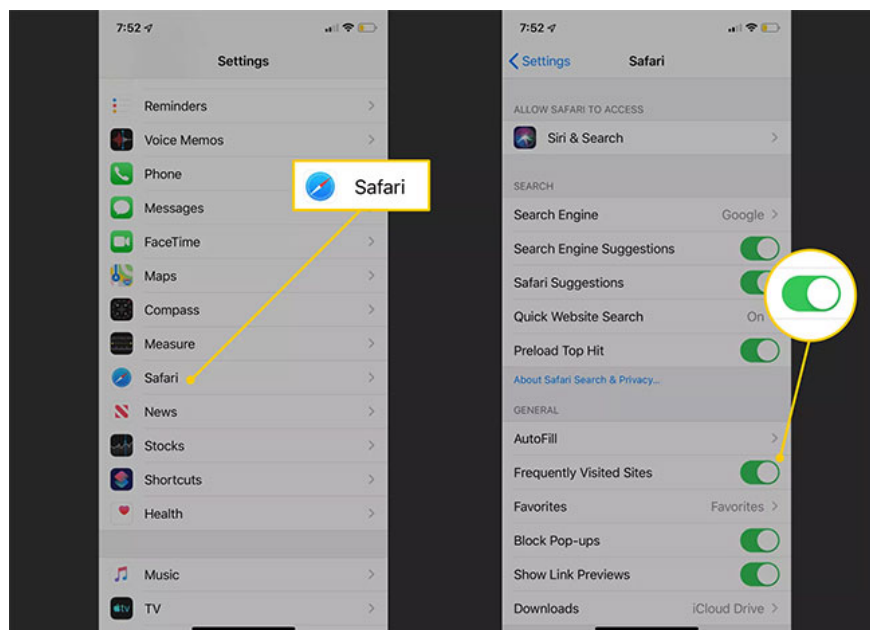 7:52
Settings
Reminders
Voice Memos
Phone
Safari
Messages
FaceTime
Maps
Compass
Measure
Safari
News
Stocks
Shortcuts
Health
Music
tv TV
7:52
Settings Safari
ALLOW SAFARI TO ACCESS
Siri & Search
SEARCH
Search Engine Google
Search Engine Suggestions
Safari Suggestions
Quick Website Search On
Preload Top Hit
About Safari Search & Privacy...
GENERAL
AutoFill
Frequently Visited Sites
Favorites Favorites
Block Pop-ups
Show Link Previews
Downloads iCloud Drive